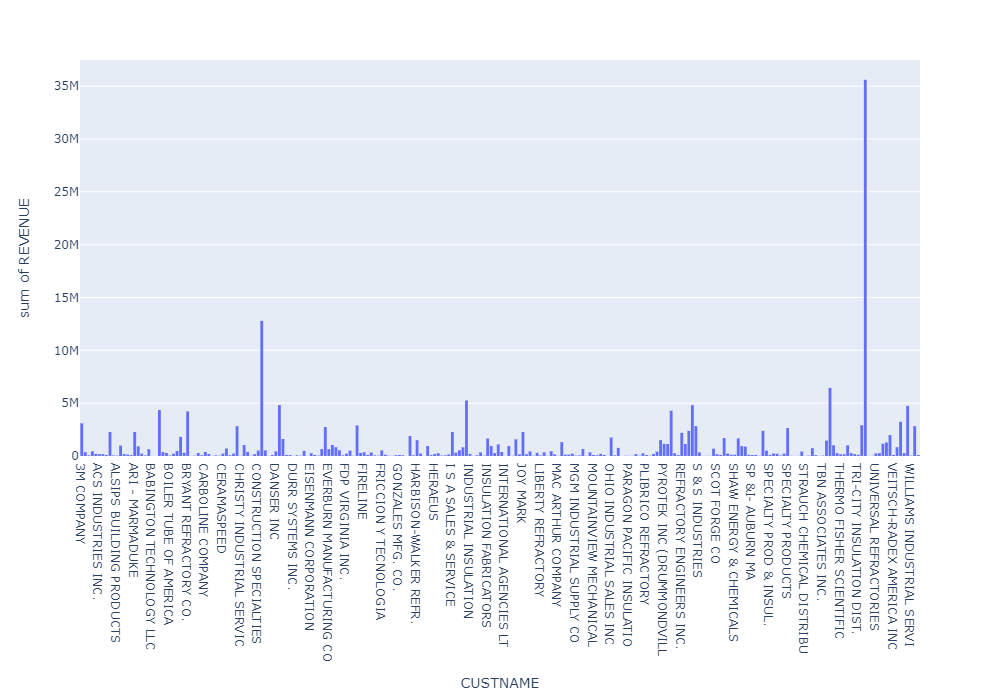 35M
30M
25M
20M
15M
10M
5M
0
sum of REVENUE
3M COMPANY
ACS INDUSTRIES INC.
ALSIPS BUILDING PRODUCTS
ARI - MARMADUKE
BABINGTON TECHNOLOGY LLC
BOILER TUBE OF AMERICA
BRYANT REFRACTORY CO.
CARBOLINE COMPANY
CERAMASPEED
CHRISTY INDUSTRIAL SERVIC
CONSTRUCTION SPECIALTIES
DANSER INC
DURR SYSTEMS INC.
EISENMANN CORPORATION
EVERBURN MANUFACTURING CO
FDP VIRGINIA INC.
FIRELINE
FRICCION Y TECNOLOGIA
GONZALES MFG. CO.
HARBISON-WALKER REFR.
HERAEUS
I S A SALES & SERVICE
INDUSTRIAL INSULATION
INSULATION FABRICATORS
INTERNATIONAL AGENCIES LT
JOY MARK
LIBERTY REFRACTORY
MAC ARTHUR COMPANY
MGM INDUSTRIAL SUPPLY CO
MOUNTAINVIEW MECHANICAL
OHIO INDUSTRIAL SALES INC
PARAGON PACIFIC INSULATIO
PLIBRICO REFRACTORY
PYROTEK INC (DRUMMONDVILL
REFRACTORY ENGINEERS INC.
S & S INDUSTRIES
SCOT FORGE CO
SHAW ENERGY & CHEMICALS
SP &I- AUBURN MA
SPECIALTY PROD & INSUL.
SPECIALTY PRODUCTS
STRAUCH CHEMICAL DISTRIBU
TBN ASSOCIATES INC.
THERMO FISHER SCIENTIFIC
TRI-CITY INSULATION DIST.
UNIVERSAL REFRACTORIES
VEITSCH-RADEX AMERICA INC
WILLIAMS INDUSTRIAL SERVI
CUSTNAME